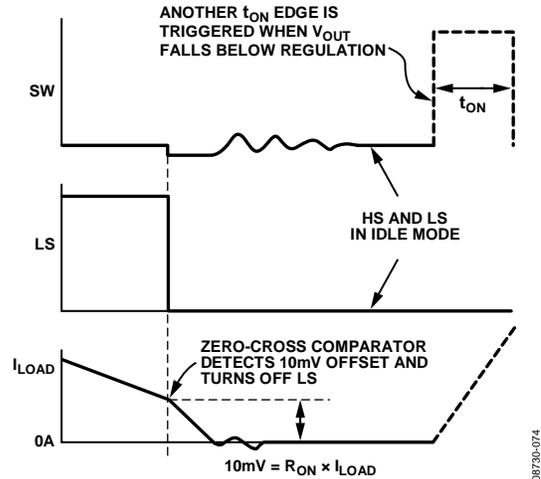 ANOTHER tON EDGE IS
TRIGGERED WHEN VOUT
FALLS BELOW REGULATION
SW
tON
HS AND LS
IN IDLE MODE
LS
ZERO-CROSS COMPARATOR
DETECTS 10mV OFFSET AND
TURNS OFF LS
ILOAD
0A
10mV = RON × ILOAD
08730-074